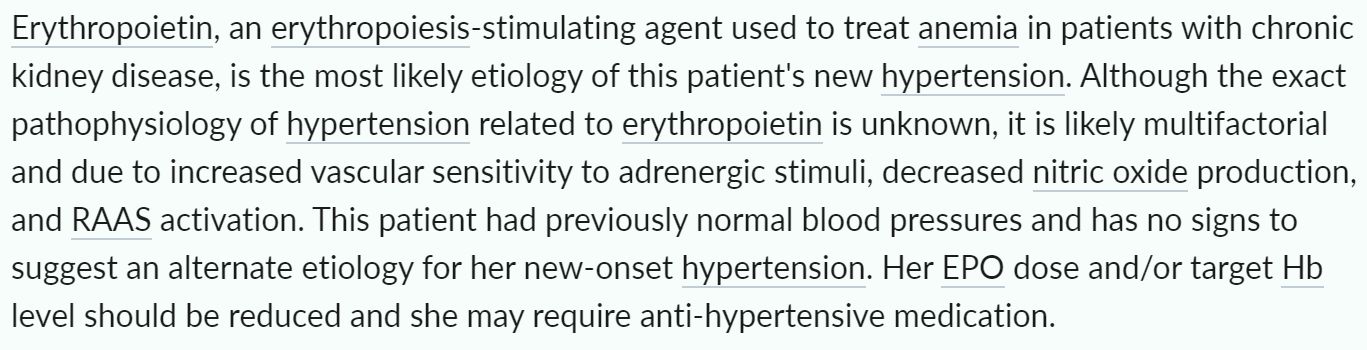 Erythropoietin, an erythropoiesis-stimulating agent used to treat anemia in patients with chronic
kidney disease, is the most likely etiology of this patient's new hypertension. Although the exact
pathophysiology of hypertension related to erythropoietin is unknown, it is likely multifactorial
and due to increased vascular sensitivity to adrenergic stimuli, decreased nitric oxide production,
and RAAS activation. This patient had previously normal blood pressures and has no signs to
suggest an alternate etiology for her new-onset hypertension. Her EPO dose and/or target Hb
level should be reduced and she may require anti-hypertensive medication.